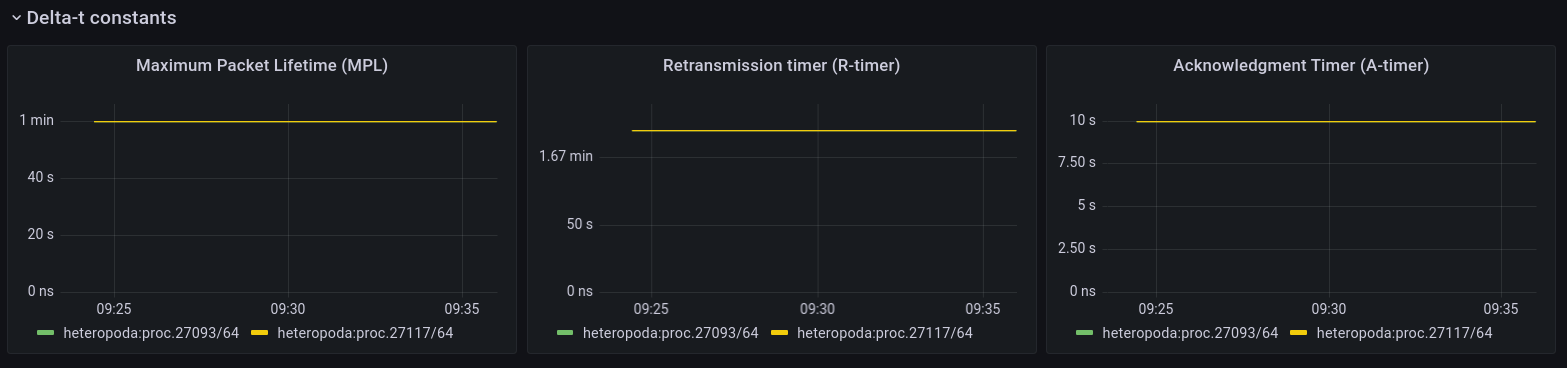 Delta-t constants
Maximum Packet Lifetime (MPL)
1 min
40 s
20 s
0 ns
09:25 09:30 09:35
heteropoda:proc.27093/64 heteropoda:proc.27117/64
Retransmission timer (R-timer)
1.67 min
50 s
0 ns
09:25 09:30 09:35
heteropoda:proc.27093/64 heteropoda:proc.27117/64
Acknowledgment Timer (A-timer)
10 s
7.50 s
5 s
2.50 s
0 ns
09:25 09:30 09:35
heteropoda:proc.27093/64 heteropoda:proc.27117/64